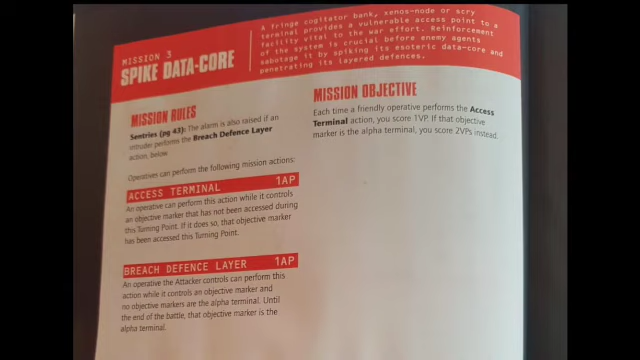 MISSION 3
SPIKE DATA-CORE
A fringe cogitator bank, xenos-node or scry
terminal provides a vulnerable access point to a
facility vital to the war effort. Reinforcement
of the system is crucial before enemy agents
sabotage it by spiking its esoteric data-core and
penetrating its layered defences.
MISSION RULES
Sentries (pg 43): The alarm is also raised if an
intruder performs the Breach Defence Layer
action, below.
Operatives can perform the following mission actions:
ACCESS TERMINAL 1AP
An operative can perform this action while it controls
an objective marker that has not been accessed during
this Turning Point. If it does so, that objective marker
has been accessed this Turning Point.
BREACH DEFENCE LAYER 1AP
An operative the Attacker controls can perform this
action while it controls an objective marker and
no objective markers are the alpha terminal. Until
the end of the battle, that objective marker is the
alpha terminal.
MISSION OBJECTIVE
Each time a friendly operative performs the Access
Terminal action, you score 1VP. If that objective
marker is the alpha terminal, you score 2VPs instead.